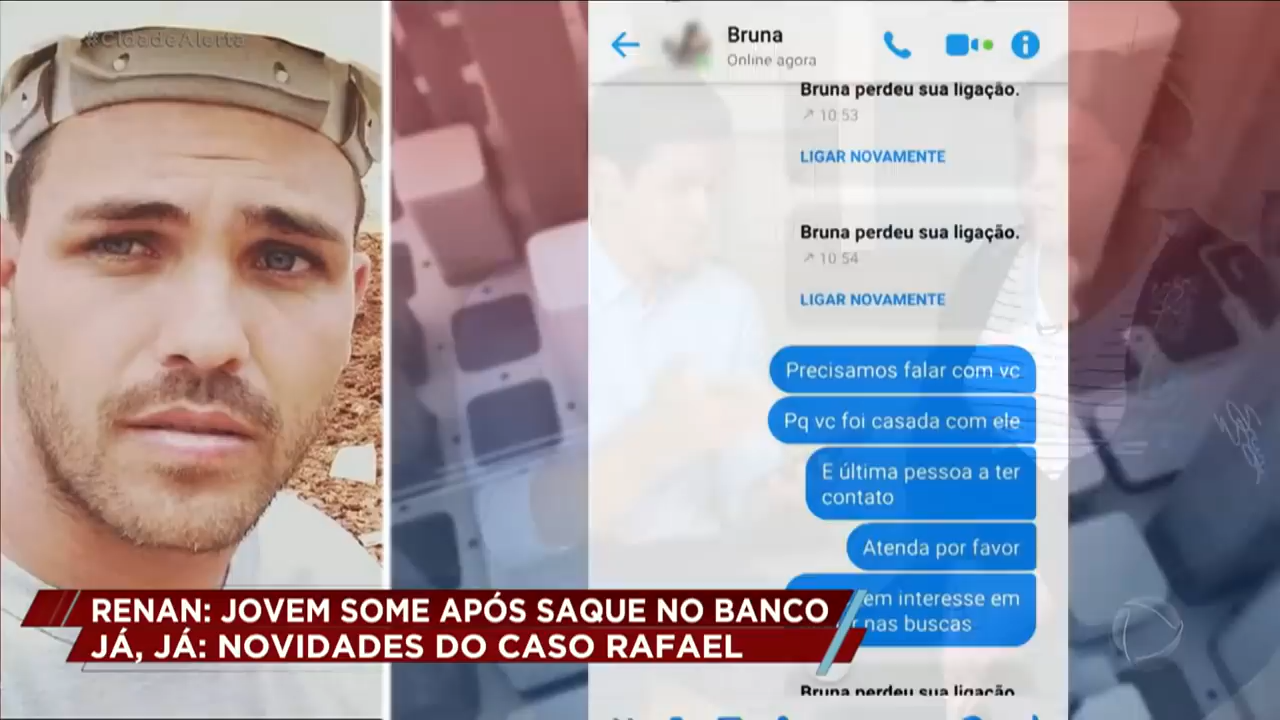 #CidadeAlerta
Bruna
Online agora
Bruna perdeu sua ligação.
10 53
LIGAR NOVAMENTE
Bruna perdeu sua ligação.
10 54
LIGAR NOVAMENTE
Precisamos falar com vc
Pq vc foi casada com ele
E última pessoa a ter
contato
Atenda por favor
em interesse em
r nas buscas
Bruna perdeu sua ligação.
RENAN: JOVEM SOME APÓS SAQUE NO BANCO
JÁ, JÁ: NOVIDADES DO CASO RAFAEL